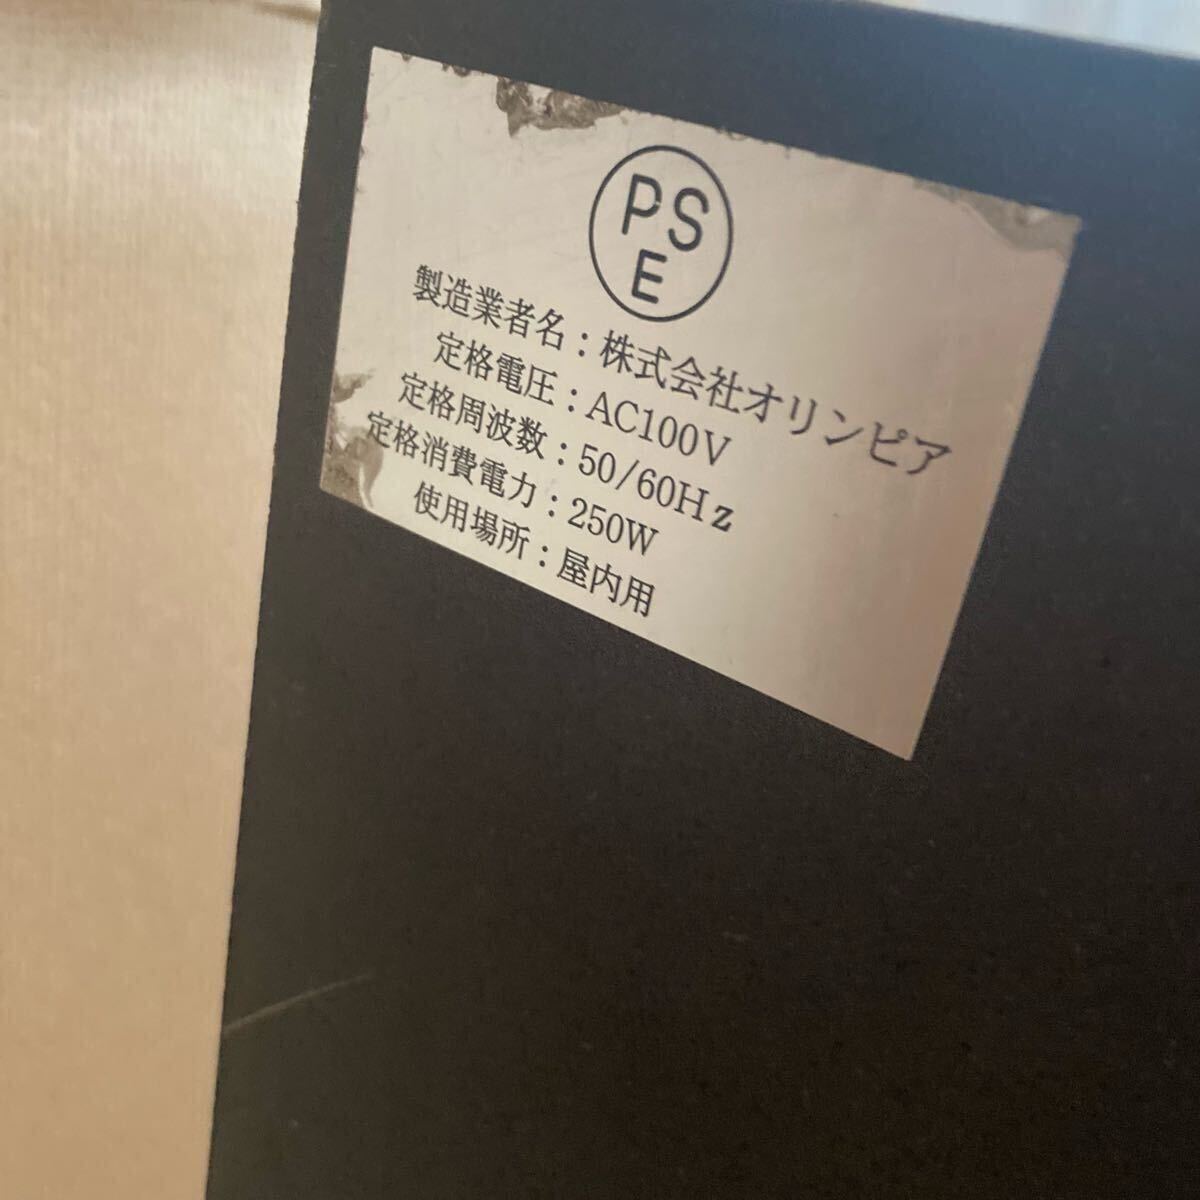 PS
E
製造業者名：株式会社オリンピア
定格電圧：AC100V
定格周波数：50/60Hz
定格消費電力：250W
使用場所：屋内用